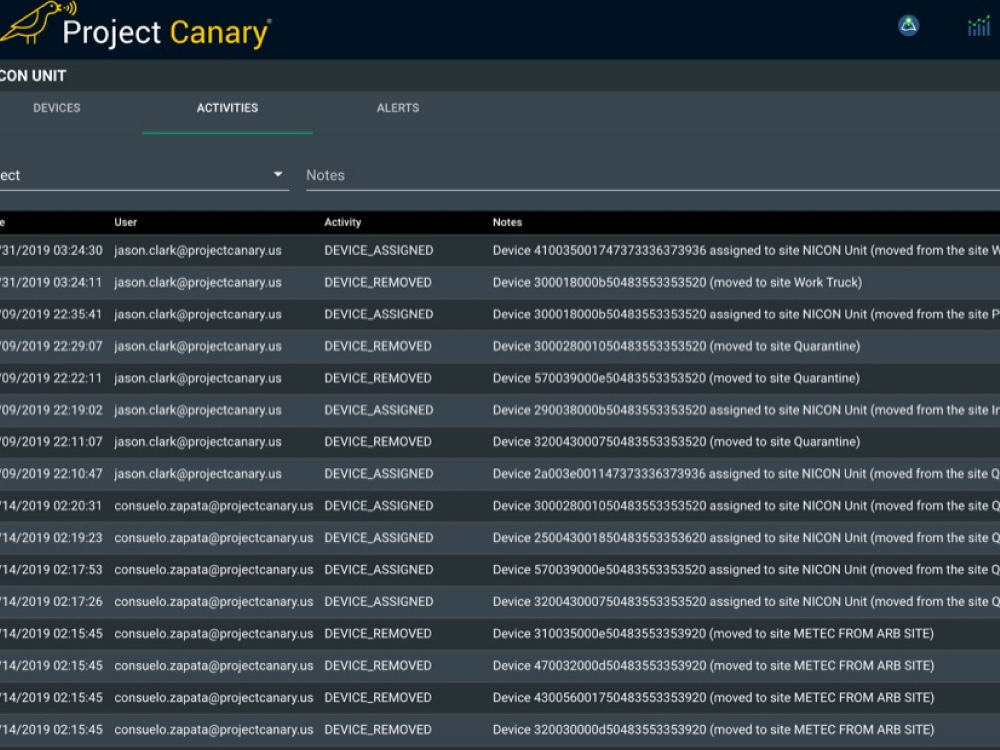 Project Canary
CON UNIT
DEVICES ACTIVITIES ALERTS
ect Notes
e User Activity Notes
/31/2019 03:24:30 jason.clark@projectcanary.us DEVICE_ASSIGNED Device 410035001747373336373936 assigned to site NICON Unit (moved from the site W
/31/2019 03:24:11 jason.clark@projectcanary.us DEVICE_REMOVED Device 300018000b50483553353520 (moved to site Work Truck)
/09/2019 22:35:41 jason.clark@projectcanary.us DEVICE_ASSIGNED Device 300018000b50483553353520 assigned to site NICON Unit (moved from the site P
/09/2019 22:29:07 jason.clark@projectcanary.us DEVICE_REMOVED Device 300028001050483553353520 (moved to site Quarantine)
/09/2019 22:22:11 jason.clark@projectcanary.us DEVICE_REMOVED Device 570039000e50483553353520 (moved to site Quarantine)
/09/2019 22:19:02 jason.clark@projectcanary.us DEVICE_ASSIGNED Device 290038000b50483553353520 assigned to site NICON Unit (moved from the site In
/09/2019 22:11:07 jason.clark@projectcanary.us DEVICE_REMOVED Device 320043000750483553353520 (moved to site Quarantine)
/09/2019 22:10:47 jason.clark@projectcanary.us DEVICE_ASSIGNED Device 2a003e001147373336373936 assigned to site NICON Unit (moved from the site Q
/14/2019 02:20:31 consuelo.zapata@projectcanary.us DEVICE_ASSIGNED Device 300028001050483553353520 assigned to site NICON Unit (moved from the site Q
/14/2019 02:19:23 consuelo.zapata@projectcanary.us DEVICE_ASSIGNED Device 250043001850483553353620 assigned to site NICON Unit (moved from the site Q
/14/2019 02:17:53 consuelo.zapata@projectcanary.us DEVICE_ASSIGNED Device 570039000e50483553353520 assigned to site NICON Unit (moved from the site Q
/14/2019 02:17:26 consuelo.zapata@projectcanary.us DEVICE_ASSIGNED Device 320043000750483553353520 assigned to site NICON Unit (moved from the site Q
/14/2019 02:15:45 consuelo.zapata@projectcanary.us DEVICE_REMOVED Device 310035000e50483553353920 (moved to site METEC FROM ARB SITE)
/14/2019 02:15:45 consuelo.zapata@projectcanary.us DEVICE_REMOVED Device 470032000d50483553353920 (moved to site METEC FROM ARB SITE)
/14/2019 02:15:45 consuelo.zapata@projectcanary.us DEVICE_REMOVED Device 430056001750483553353920 (moved to site METEC FROM ARB SITE)
/14/2019 02:15:45 consuelo.zapata@projectcanary.us DEVICE_REMOVED Device 320030000d50483553353920 (moved to site METEC FROM ARB SITE)